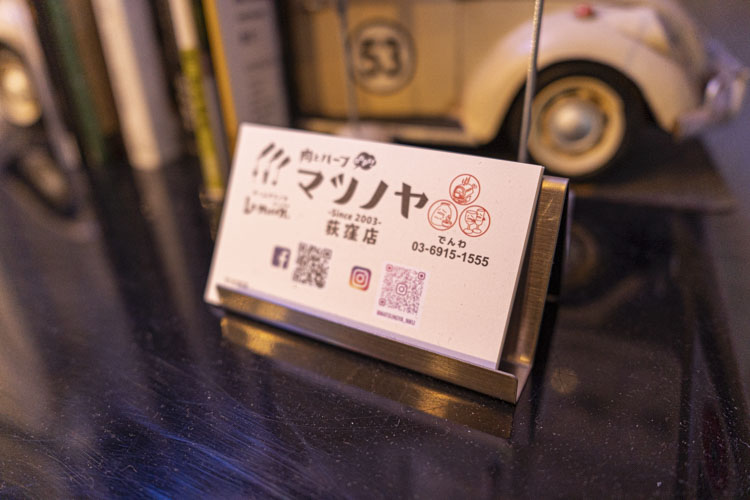 53
肉とハーブ
マツノヤ
-Since 2003-
荻窪店
でんわ
03-6915-1555